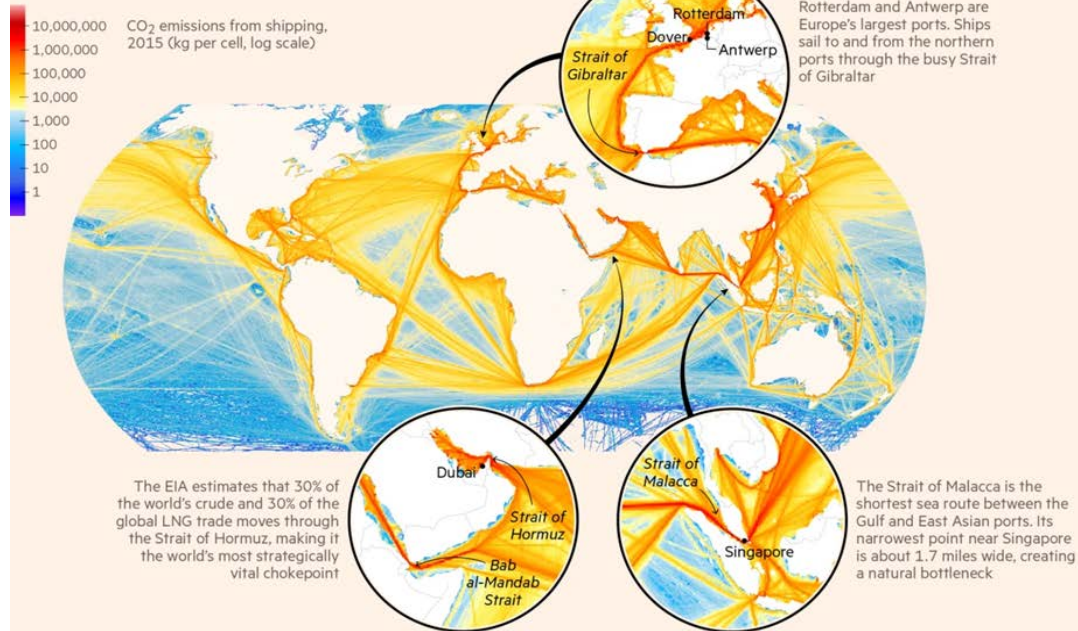 10,000,000
1,000,000
100,000
10,000
1,000
100
10
1
CO₂ emissions from shipping,
2015 (kg per cell, log scale)
Rotterdam
Dover
Antwerp
Strait of
Gibraltar
Rotterdam and Antwerp are
Europe's largest ports. Ships
sail to and from the northern
ports through the busy Strait
of Gibraltar
The EIA estimates that 30% of
the world's crude and 30% of the
global LNG trade moves through
the Strait of Hormuz, making it
the world's most strategically
vital chokepoint
Dubai
Strait of
Hormuz
Bab
al-Mandab
Strait
Strait of
Malacca
Singapore
The Strait of Malacca is the
shortest sea route between the
Gulf and East Asian ports. Its
narrowest point near Singapore
is about 1.7 miles wide, creating
a natural bottleneck